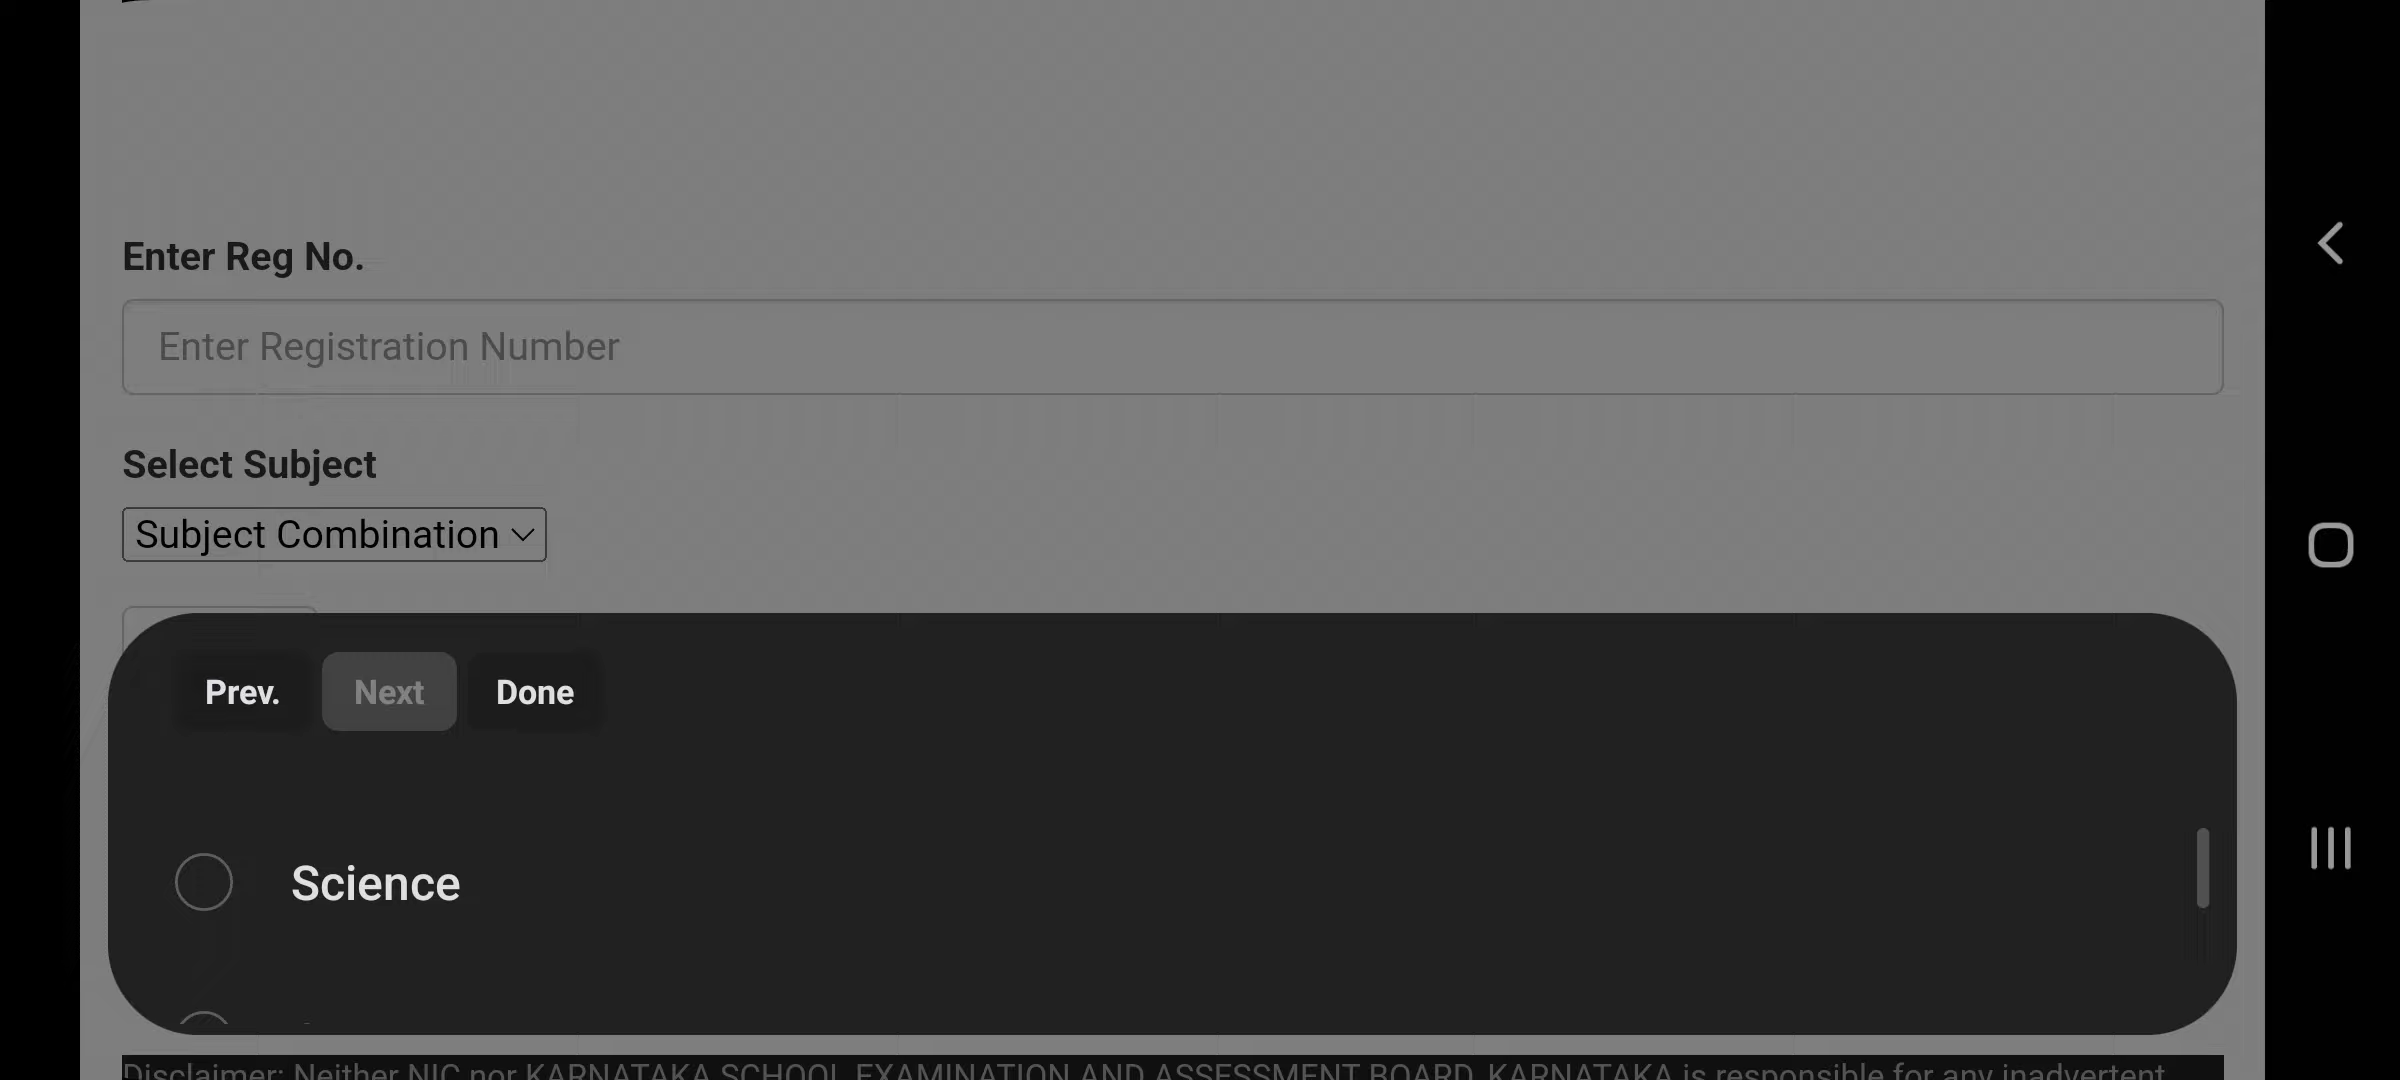 Enter Reg No.
Enter Registration Number
Select Subject
Subject Combination
Prev. Next Done
Science
Disclaimer: Neither NIC nor KARNATAKA SCHOOL EXAMINATION AND ASSESSMENT BOARD, KARNATAKA is responsible for any inadvertent